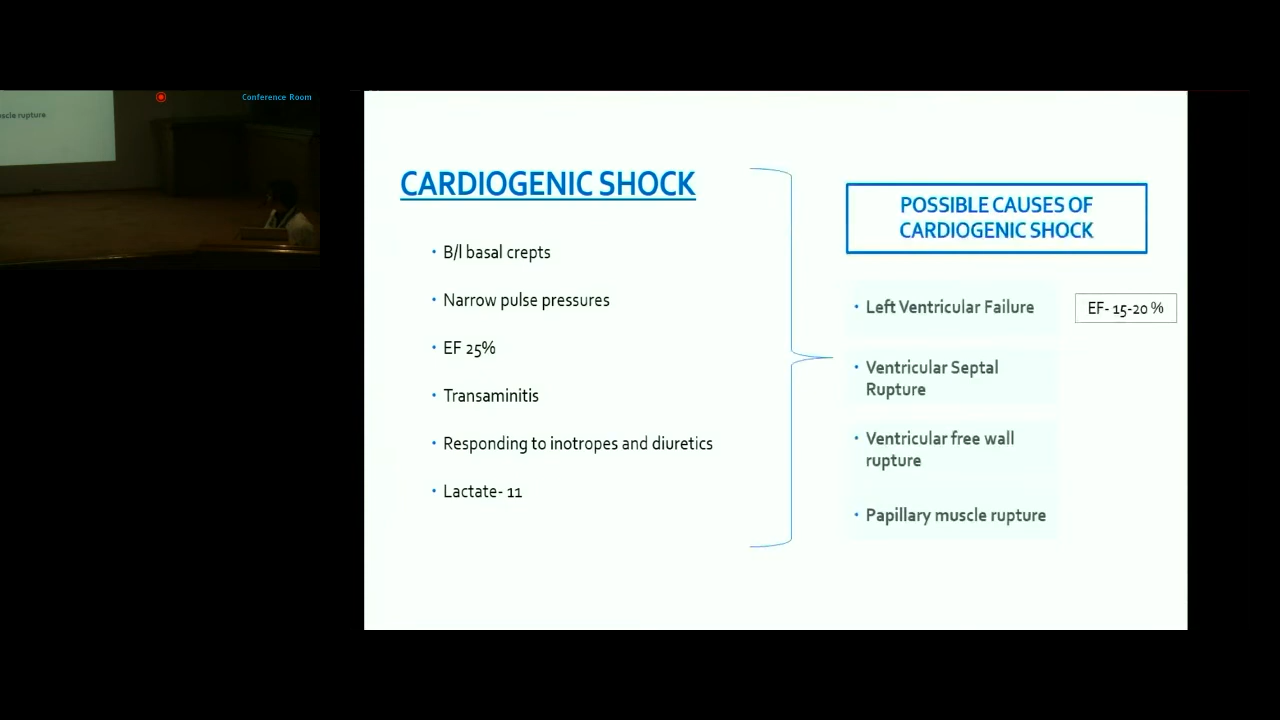 uscle rupture
Conference Room
CARDIOGENIC SHOCK
• B/l basal crepts
• Narrow pulse pressures
• EF 25%
• Transaminitis
• Responding to inotropes and diuretics
• Lactate- 11
POSSIBLE CAUSES OF
CARDIOGENIC SHOCK
• Left Ventricular Failure
EF- 15-20 %
• Ventricular Septal
Rupture
• Ventricular free wall
rupture
• Papillary muscle rupture